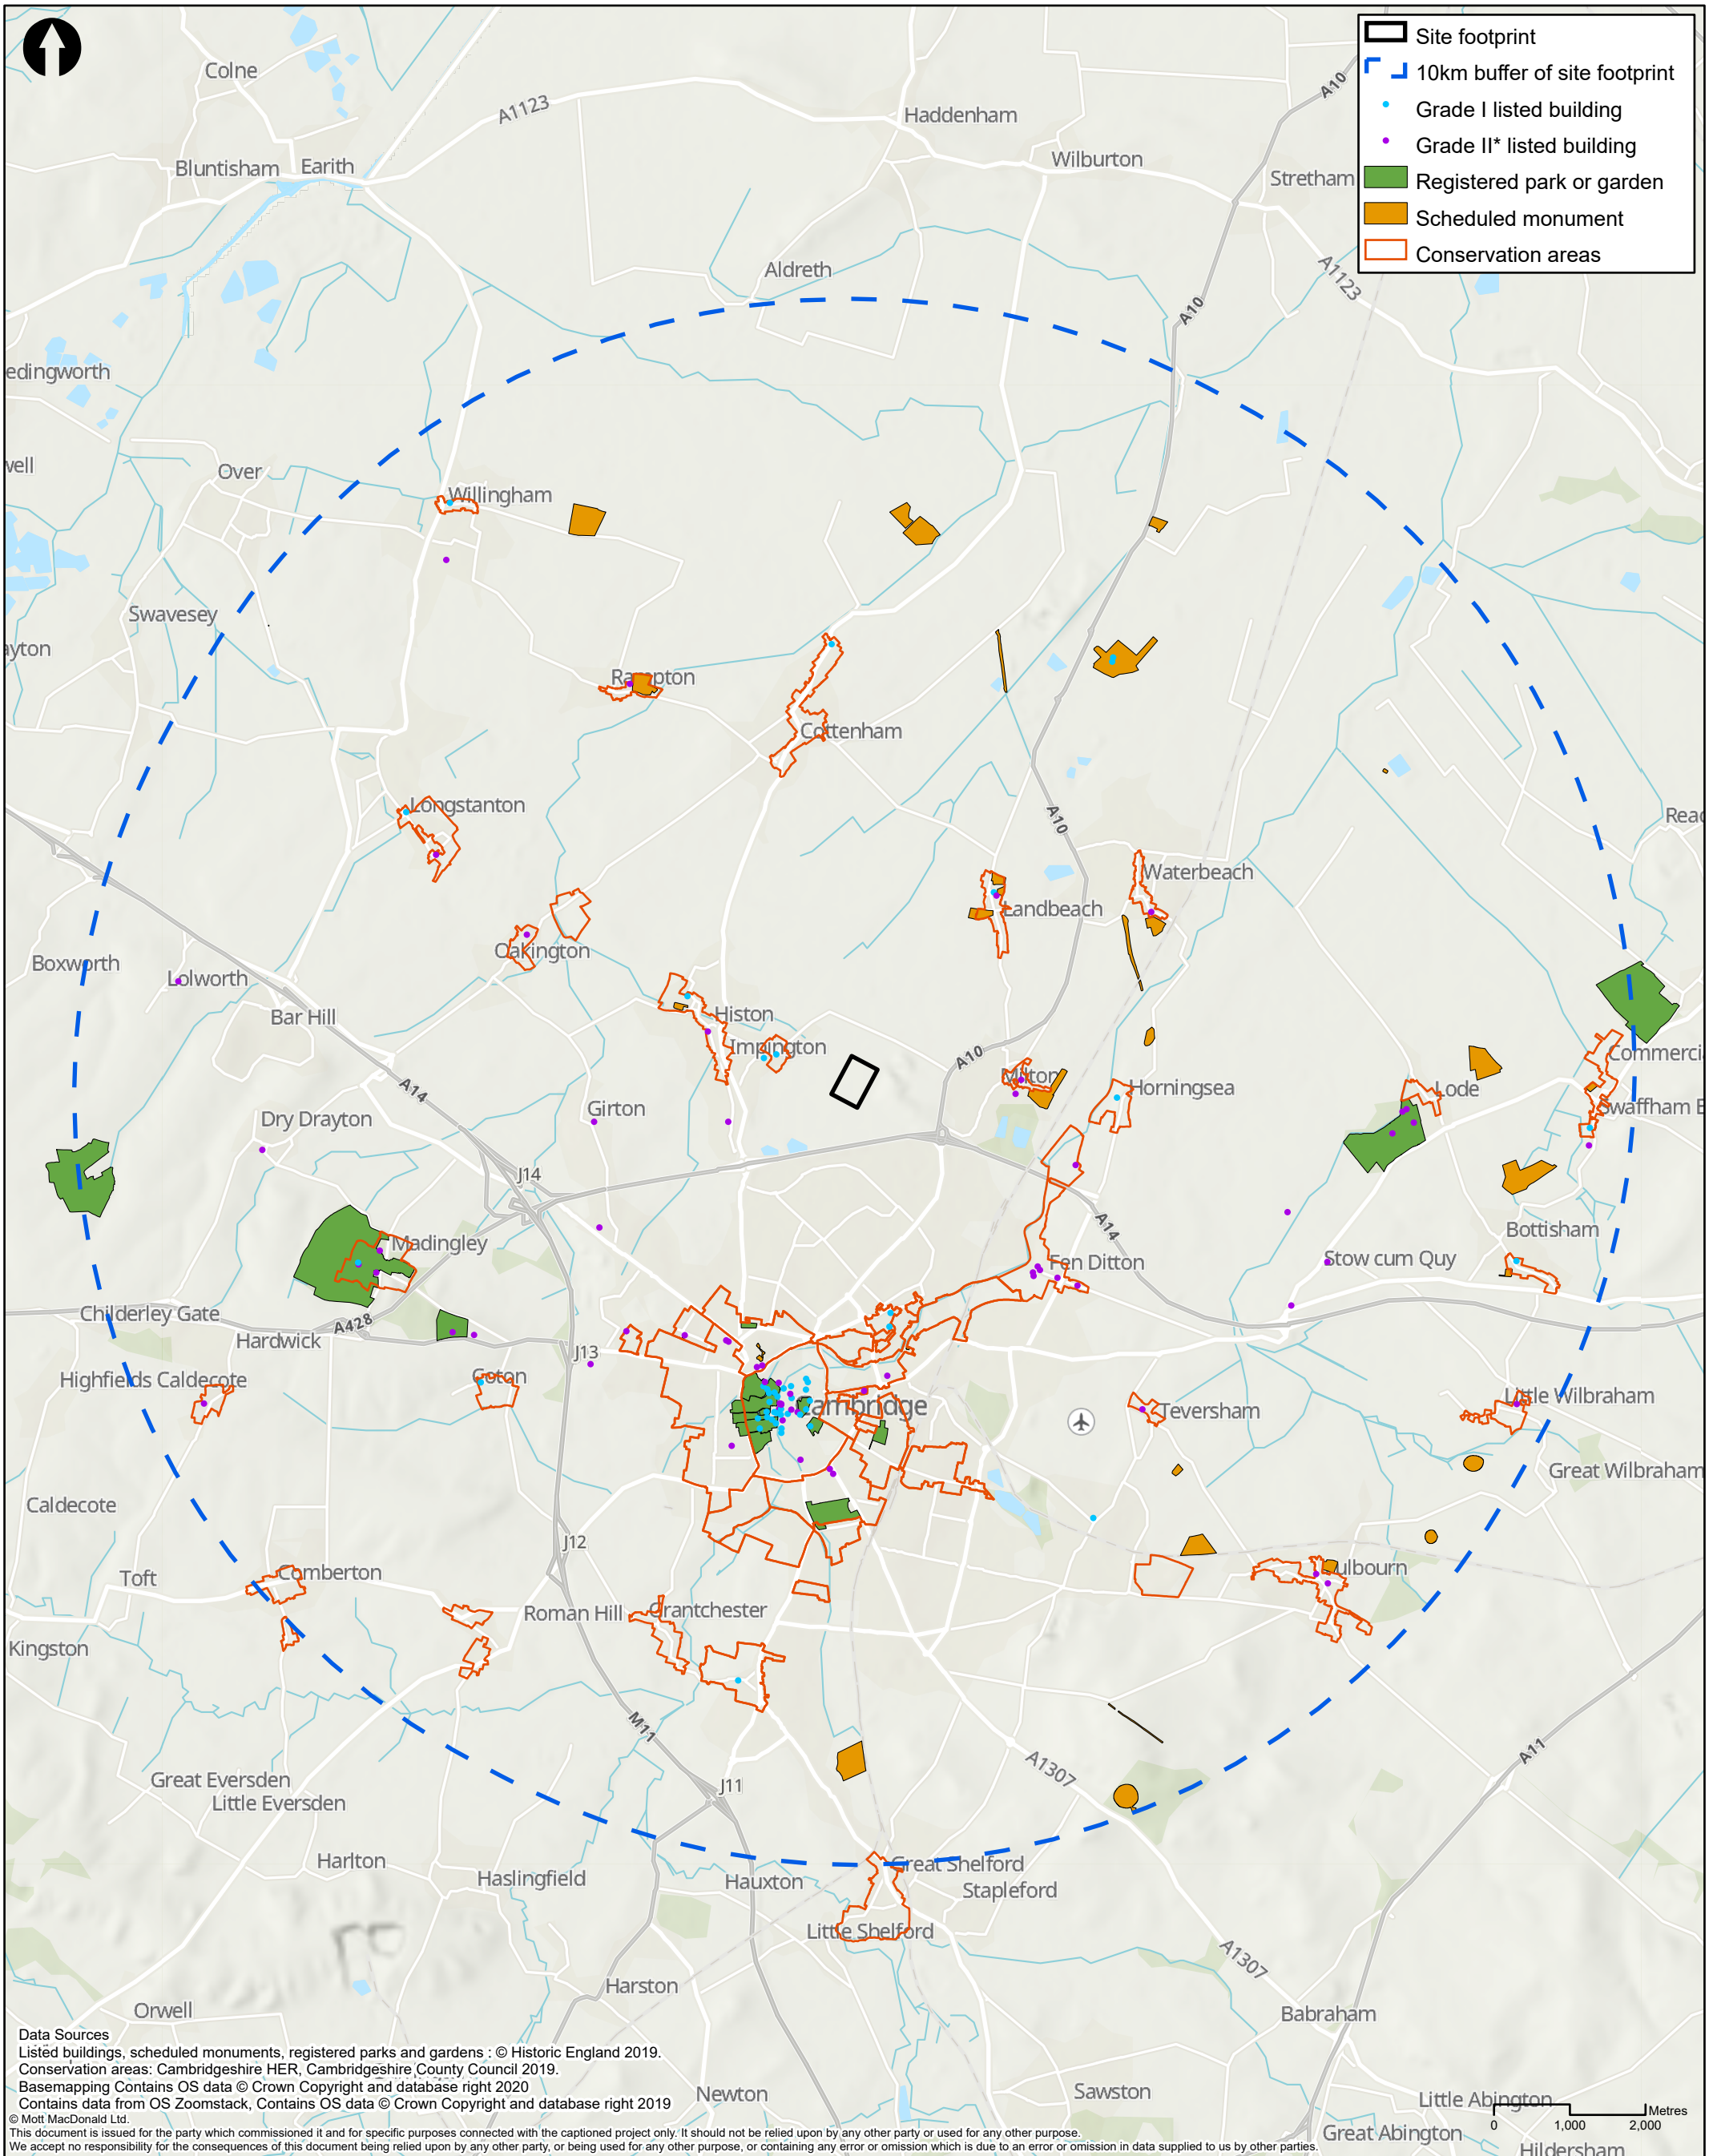 Site footprint
10km buffer of site footprint
Grade I listed building
Grade II* listed building
Registered park or garden
Scheduled monument
Conservation areas
Colne
A1123
Haddenham
A10
Bluntisham
Earith
Wilburton
Stretham
Aldreth
A1123
A10
edingworth
well
Over
Willingham
Swavesey
ayton
Rampton
Cottenham
Longstanton
A10
Reac
Waterbeach
Landbeach
Oakington
Boxworth
Lolworth
Bar Hill
Histon
Impington
A10
Milton
Horningsea
Commercia
Lode
Swaffham B
A14
Girton
Dry Drayton
J14
A14
Bottisham
Madingley
Fen Ditton
Stow cum Quy
Childerley Gate
Hardwick
A428
J13
Highfields Caldecote
Coton
Cambridge
Teversham
Little Wilbraham
Great Wilbraham
Caldecote
J12
Toft
Comberton
Fulbourn
Roman Hill
Grantchester
Kingston
M11
A1307
A11
Great Eversden
Little Eversden
J11
Harlton
Haslingfield
Hauxton
Great Shelford
Stapleford
Little Shelford
A1307
Harston
Orwell
Babraham
Newton
Sawston
Little Abington
Great Abington
Hildersham
Metres
0 1,000 2,000
Data Sources
Listed buildings, scheduled monuments, registered parks and gardens : © Historic England 2019.
Conservation areas: Cambridgeshire HER, Cambridgeshire County Council 2019.
Basemapping Contains OS data © Crown Copyright and database right 2020
Contains data from OS Zoomstack, Contains OS data © Crown Copyright and database right 2019
© Mott MacDonald Ltd.
This document is issued for the party which commissioned it and for specific purposes connected with the captioned project only. It should not be relied upon by any other party or used for any other purpose.
We accept no responsibility for the consequences of this document being relied upon by any other party, or being used for any other purpose, or containing any error or omission which is due to an error or omission in data supplied to us by other parties.